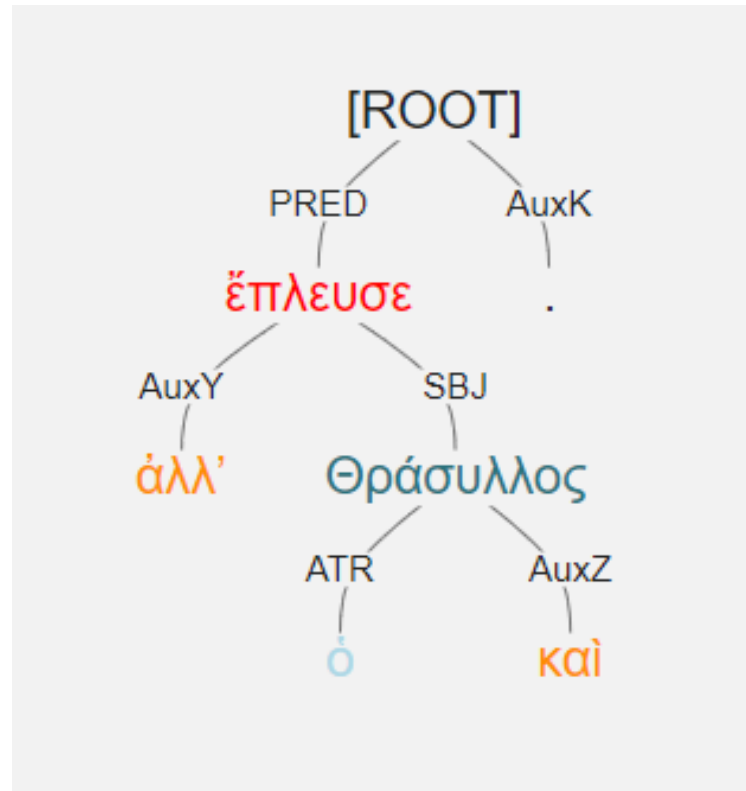 [ROOT]
PRED AuxK
ἔπλευσε .
AuxY SBJ
ἀλλ’ Θράσυλλος
ATR AuxZ
ὁ καὶ